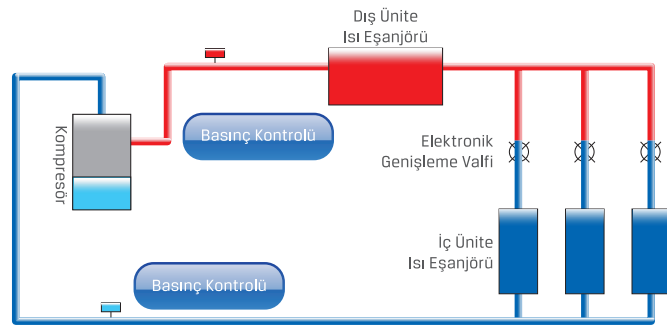 Dış Ünite
Isı Eşanjörü
Kompresör
Basınç Kontrolü
Elektronik
Genişleme Valfi
İç Ünite
Isı Eşanjörü
Basınç Kontrolü